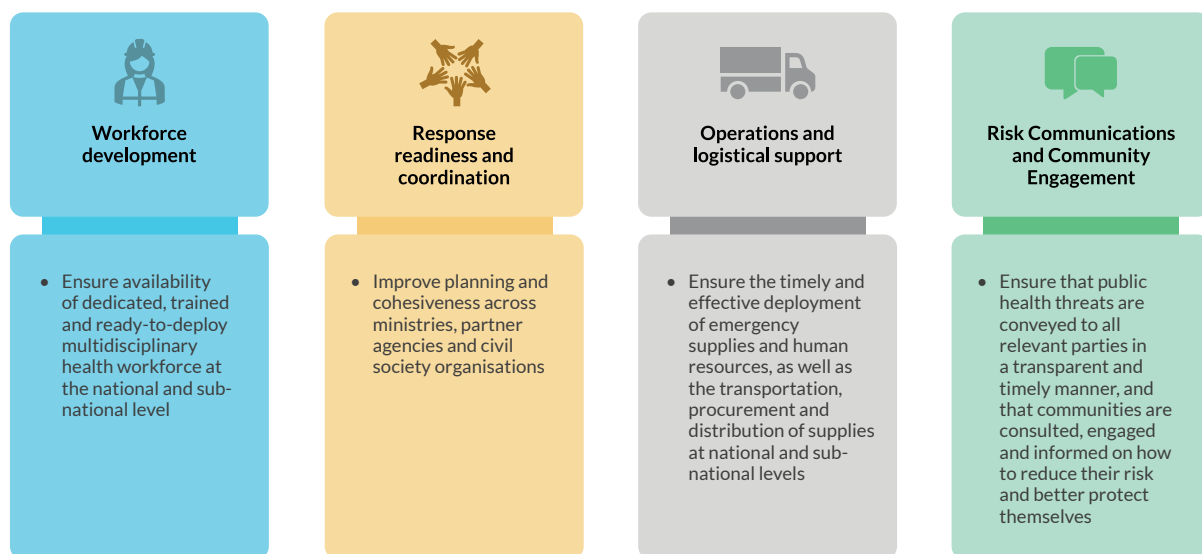 Workforce
development
• Ensure availability
of dedicated, trained
and ready-to-deploy
multidisciplinary
health workforce at
the national and sub-
national level
Response
readiness and
coordination
• Improve planning and
cohesiveness across
ministries, partner
agencies and civil
society organisations
Operations and
logistical support
• Ensure the timely and
effective deployment
of emergency
supplies and human
resources, as well as
the transportation,
procurement and
distribution of supplies
at national and sub-
national levels
Risk Communications
and Community
Engagement
• Ensure that public
health threats are
conveyed to all
relevant parties in
a transparent and
timely manner, and
that communities are
consulted, engaged
and informed on how
to reduce their risk
and better protect
themselves